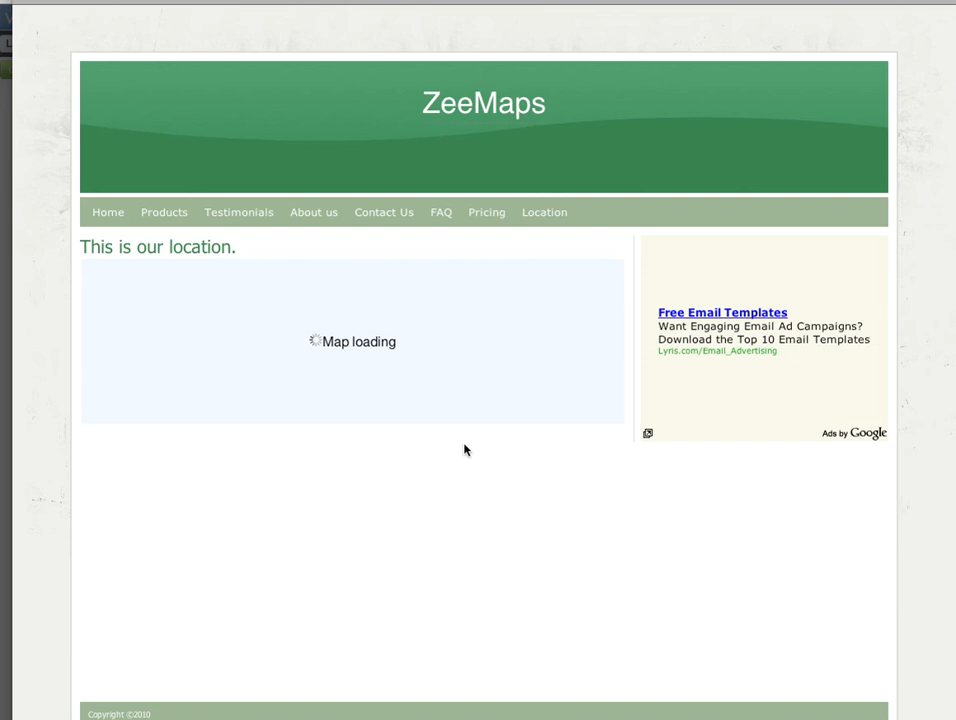 ZeeMaps
Home Products Testimonials About us Contact Us FAQ Pricing Location
This is our location.
Map loading
Free Email Templates
Want Engaging Email Ad Campaigns?
Download the Top 10 Email Templates
Lyris.com/Email_Advertising
Ads by Google
Copyright ©2010